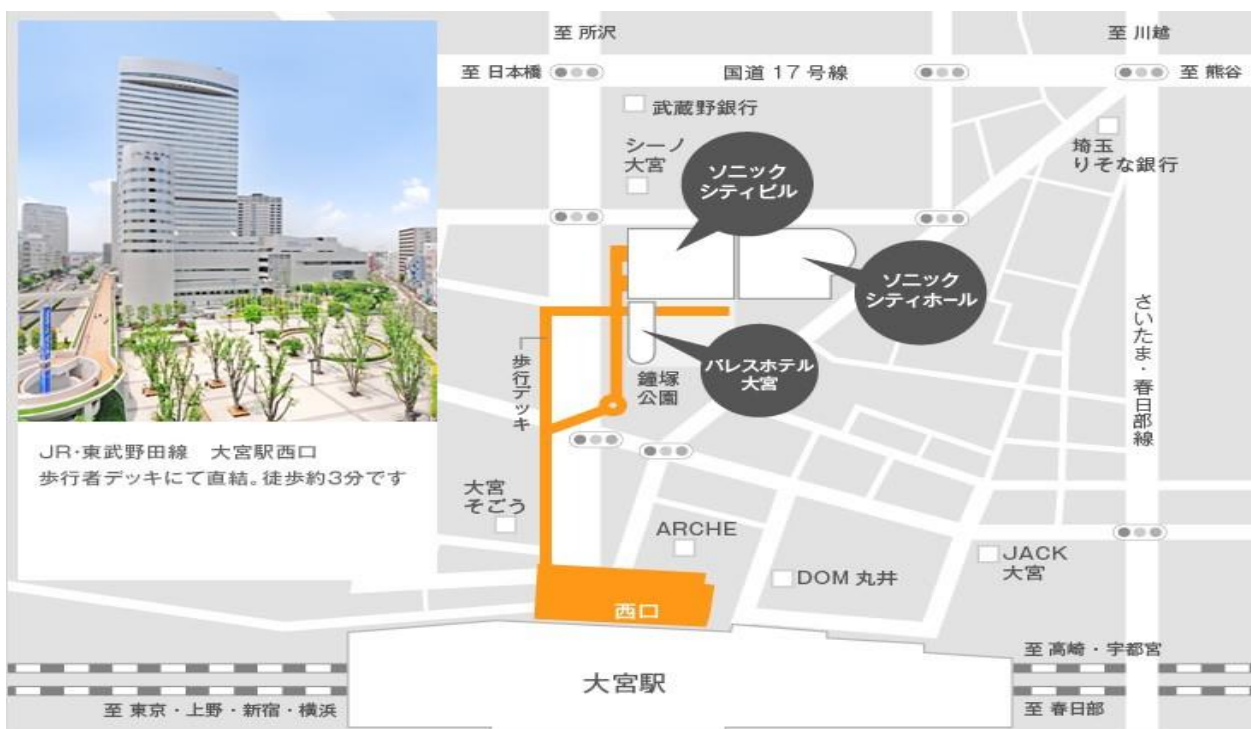 至 所沢
至 川越
至 日本橋
国道 17 号線
至 熊谷
武蔵野銀行
シーノ
大宮
ソニック
シティビル
埼玉
りそな銀行
ソニック
シティホール
さいたま・春日部線
歩行デッキ
鐘塚
公園
パレスホテル
大宮
JR・東武野田線 大宮駅西口
歩行者デッキにて直結。徒歩約3分です
大宮
そごう
ARCHE
DOM 丸井
JACK
大宮
西口
大宮駅
至 高崎・宇都宮
至 東京・上野・新宿・横浜
至 春日部